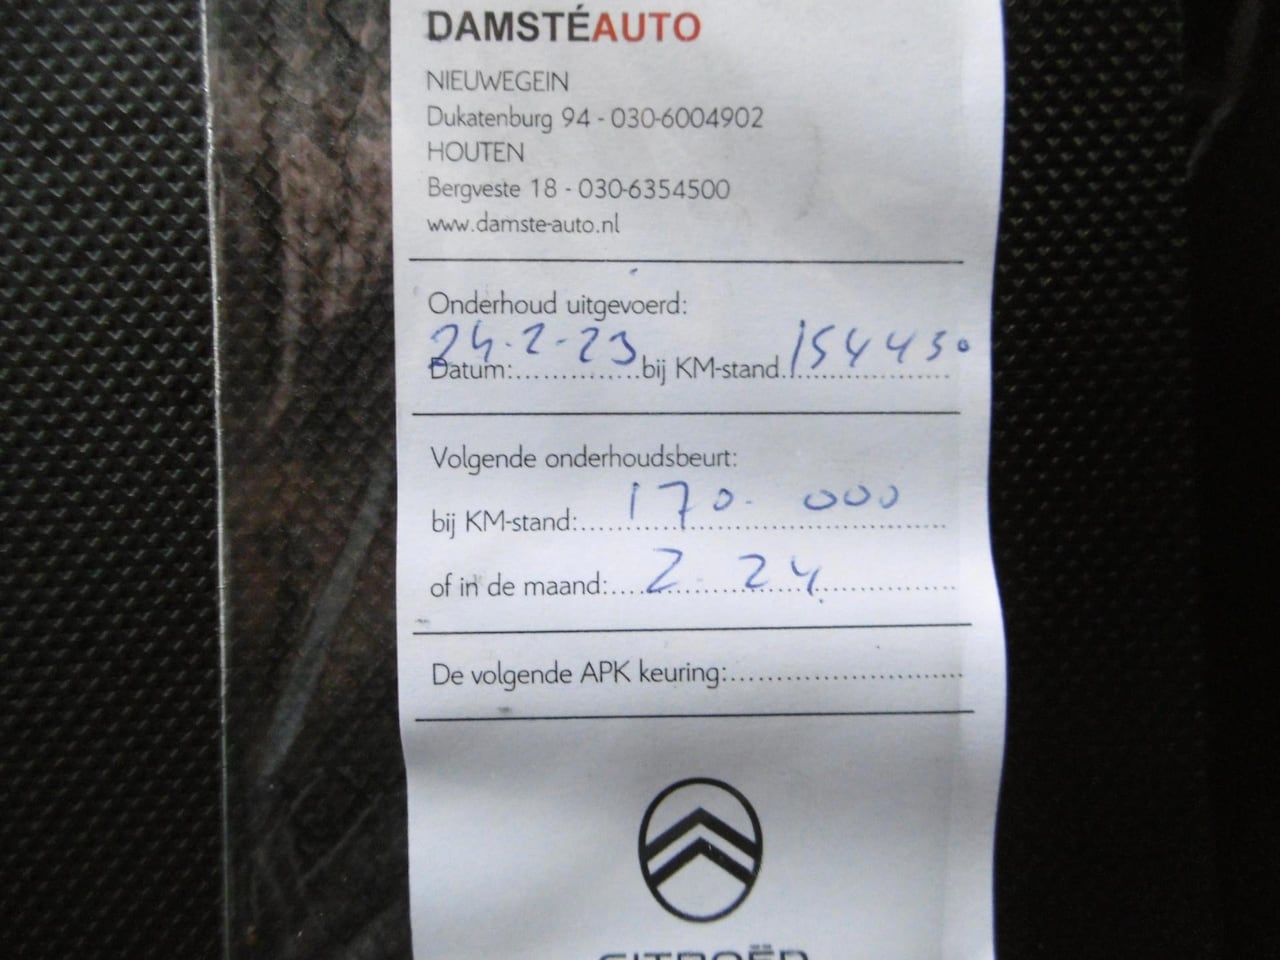 DAMSTÉAUTO
NIEUWEGEIN
Dukatenburg 94 - 030-6004902
HOUTEN
Bergveste 18 - 030-6354500
www.damste-auto.nl
Onderhoud uitgevoerd:
Datum: 24-2-23 bij KM-stand 154430
Volgende onderhoudsbeurt:
bij KM-stand: 170.000
of in de maand: 2-24
De volgende APK keuring:
CITROËN